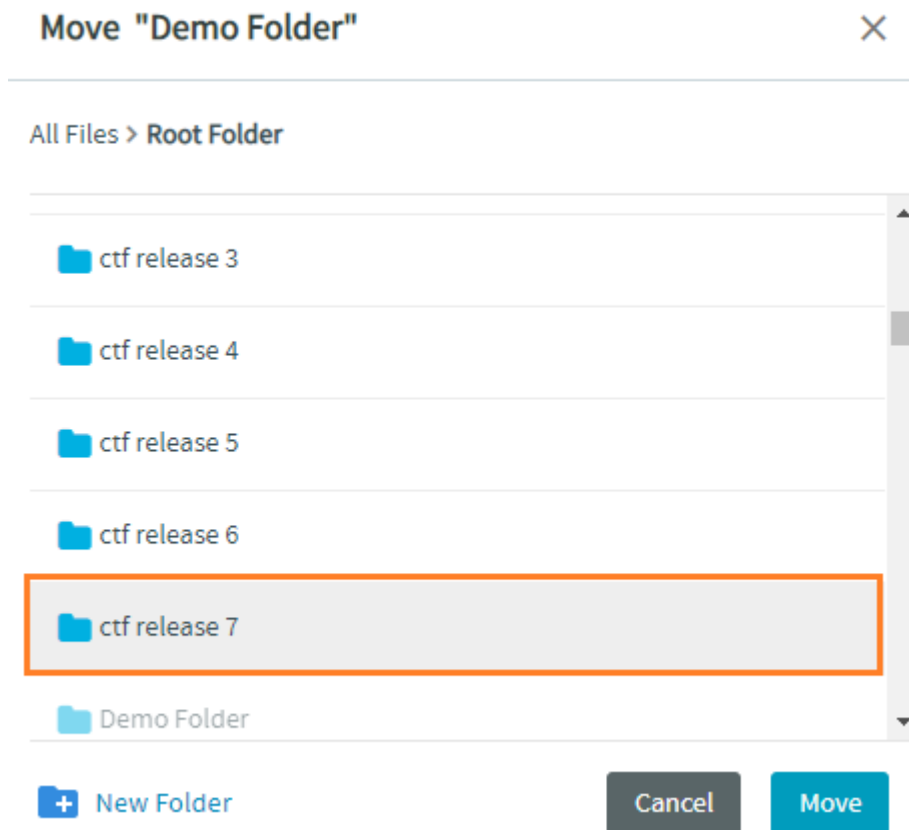 Move "Demo Folder"
All Files > Root Folder
ctf release 3
ctf release 4
ctf release 5
ctf release 6
ctf release 7
Demo Folder
New Folder
Cancel
Move